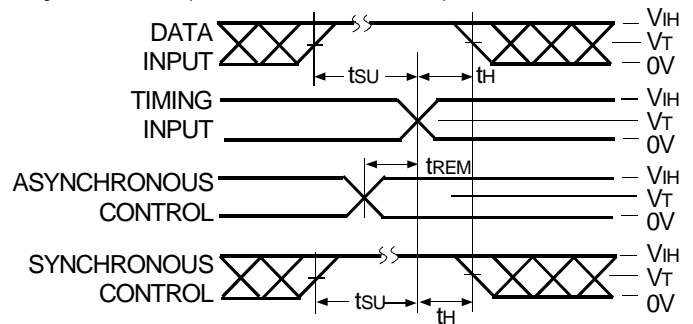 DATA INPUT
VIH
VT
0V
tSU
tH
TIMING INPUT
VIH
VT
0V
tREM
ASYNCHRONOUS CONTROL
VIH
VT
0V
SYNCHRONOUS CONTROL
VIH
VT
0V
tSU
tH